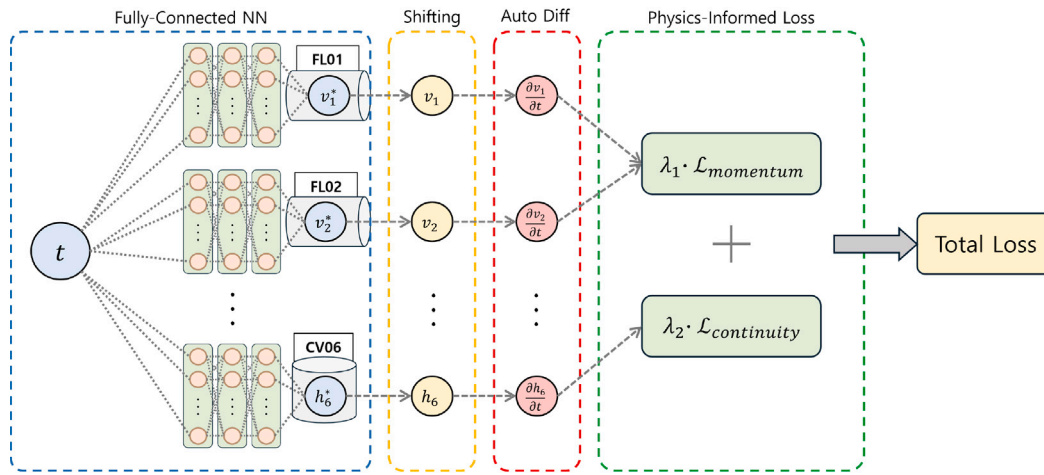 Fully-Connected NN
Shifting
Auto Diff
Physics-Informed Loss
FL01
v₁*
v₁
∂v₁/∂t
λ₁· ℒ_momentum
FL02
v₂*
v₂
∂v₂/∂t
t
+
Total Loss
λ₂· ℒ_continuity
CV06
h₆*
h₆
∂h₆/∂t